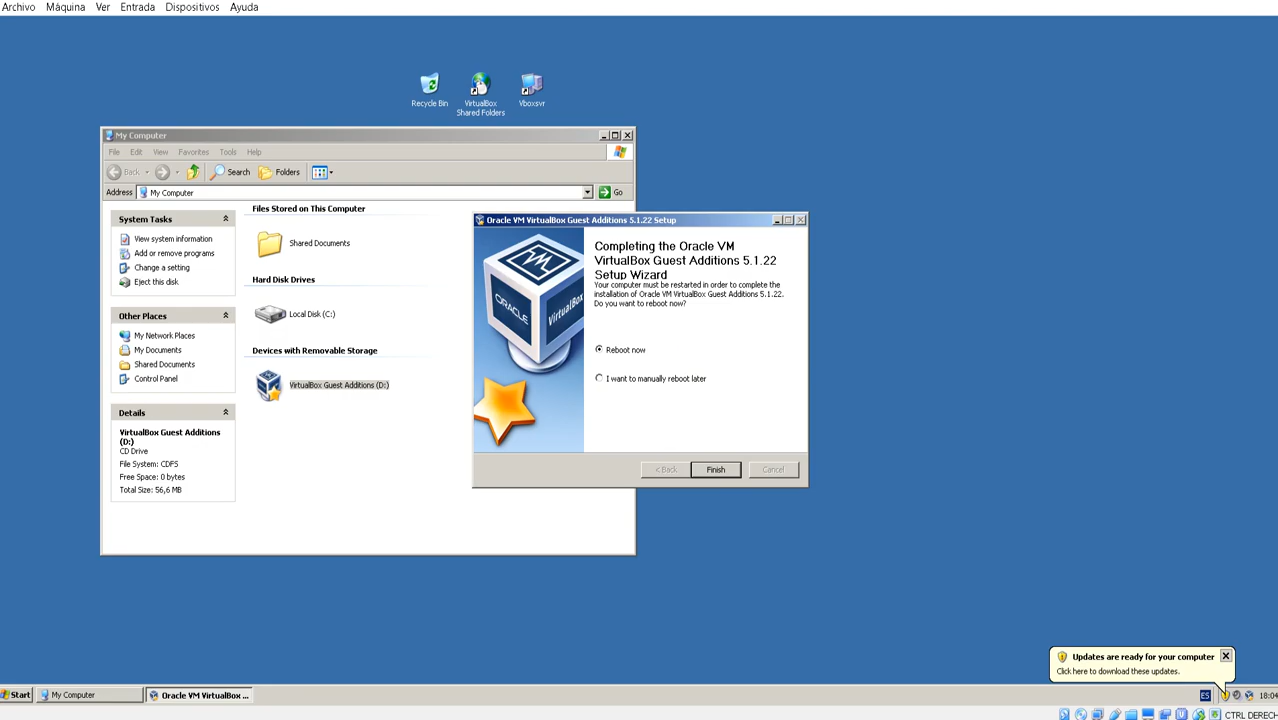 Archivo Máquina Ver Entrada Dispositivos Ayuda
Recycle Bin
VirtualBox
Shared Folders
Vboxsvr
My Computer
File Edit View Favorites Tools Help
Back Search Folders
Address My Computer Go
System Tasks
View system information
Add or remove programs
Change a setting
Eject this disk
Other Places
My Network Places
My Documents
Shared Documents
Control Panel
Details
VirtualBox Guest Additions
(D:)
CD Drive
File System: CDFS
Free Space: 0 bytes
Total Size: 56,6 MB
Files Stored on This Computer
Shared Documents
Hard Disk Drives
Local Disk (C:)
Devices with Removable Storage
VirtualBox Guest Additions (D:)
Oracle VM VirtualBox Guest Additions 5.1.22 Setup
ORACLE
VirtualBox
Completing the Oracle VM
VirtualBox Guest Additions 5.1.22
Setup Wizard
Your computer must be restarted in order to complete the
installation of Oracle VM VirtualBox Guest Additions 5.1.22.
Do you want to reboot now?
Reboot now
I want to manually reboot later
< Back Finish Cancel
Updates are ready for your computer
Click here to download these updates.
Start My Computer Oracle VM VirtualBox ... ES 18:04
CTRL DERECH